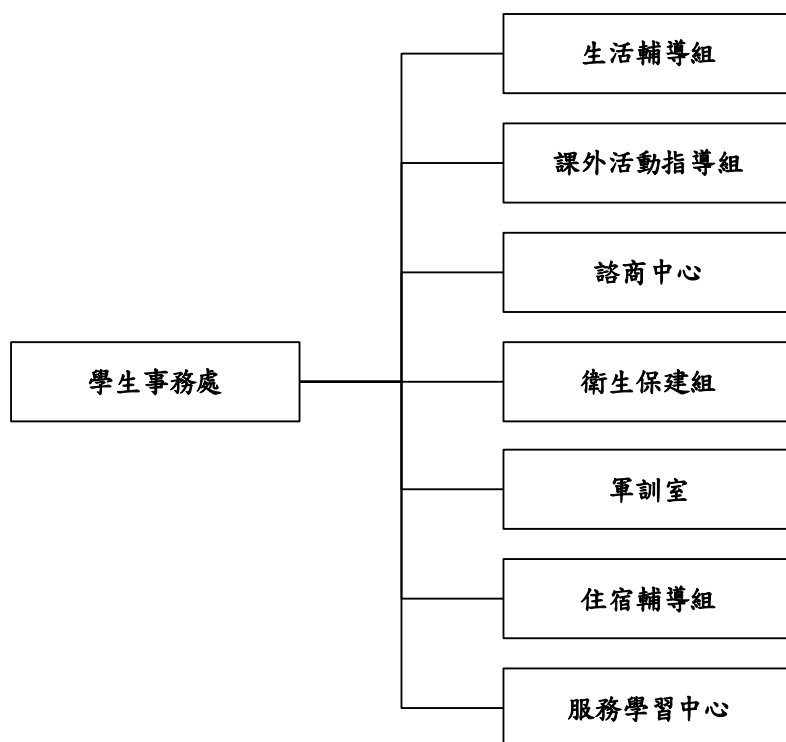 生活輔導組
課外活動指導組
諮商中心
學生事務處
衛生保建組
軍訓室
住宿輔導組
服務學習中心